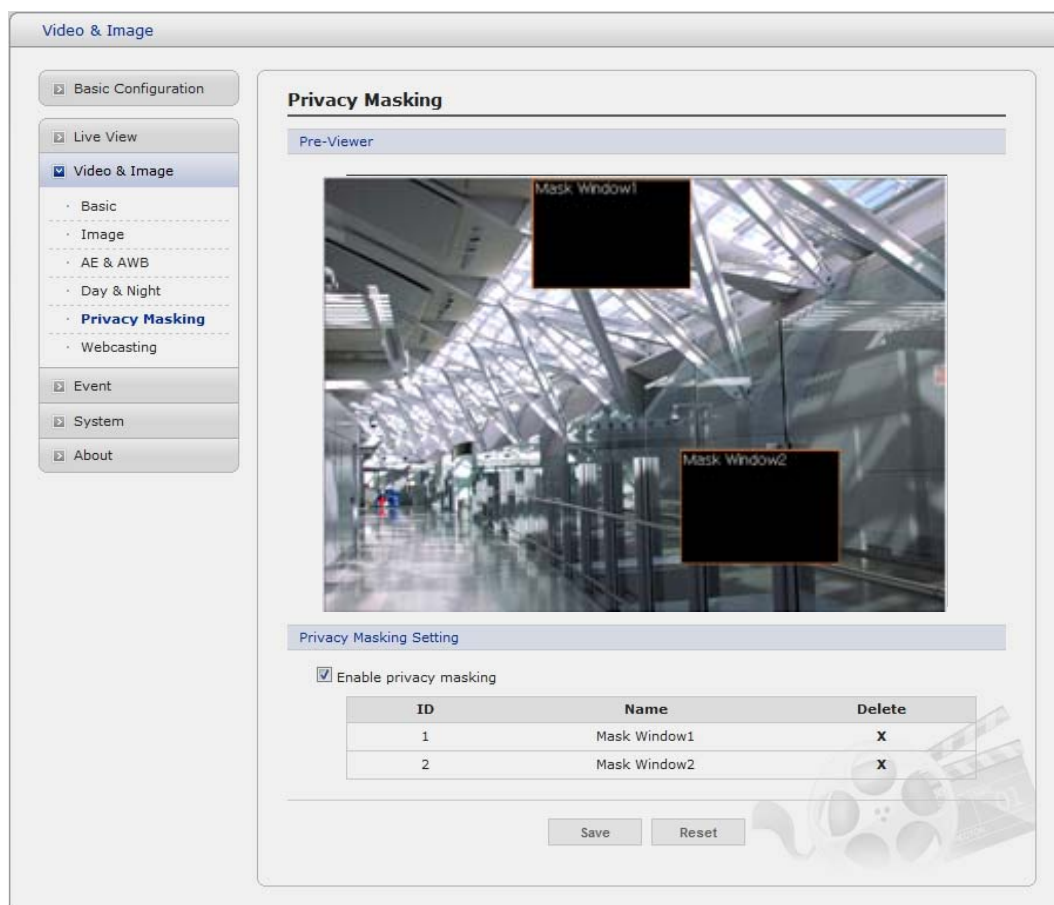 Video & Image
Basic Configuration
Live View
Video & Image
Basic
Image
AE & AWB
Day & Night
Privacy Masking
Webcasting
Event
System
About
Privacy Masking
Pre-Viewer
Mask Window1
Mask Window2
Privacy Masking Setting
Enable privacy masking
ID Name Delete
1 Mask Window1 X
2 Mask Window2 X
Save Reset
01